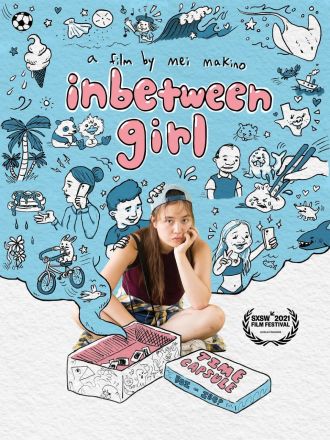 a film by mei makino
inbetween
girl
SXSW 2021
FILM FESTIVAL
TIME
CAPSULE